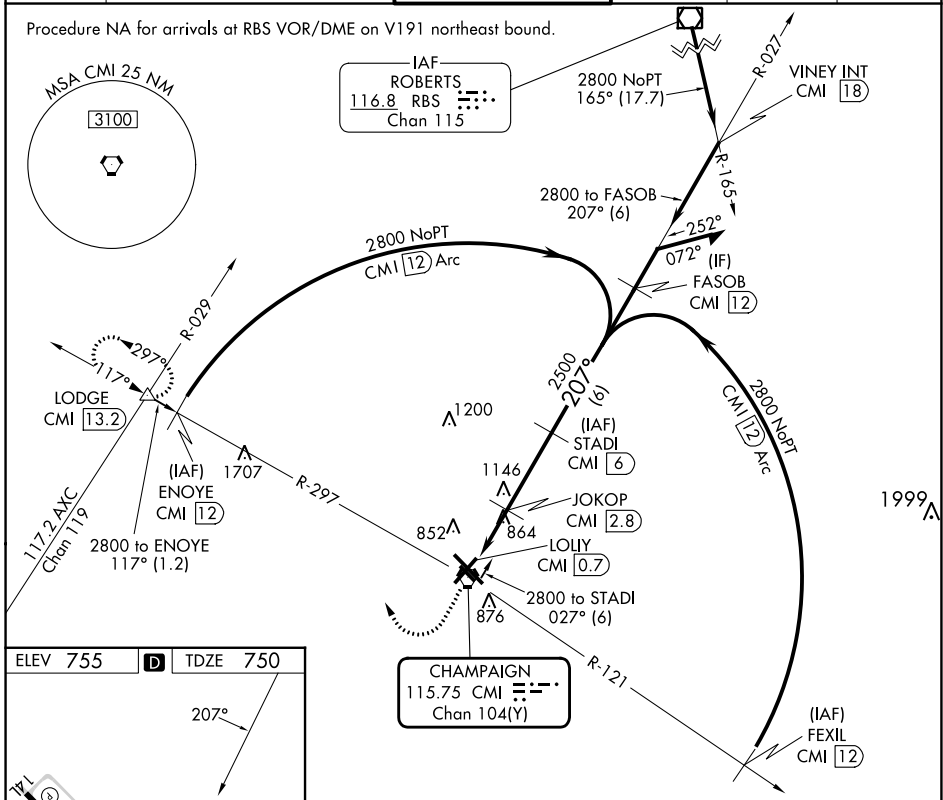 Procedure NA for arrivals at RBS VOR/DME on V191 northeast bound.
MSA CMI 25 NM
3100
IAF
ROBERTS
116.8 RBS
Chan 115
2800 NoPT
165° (17.7)
R-027
VINEY INT
CMI 18
R-165
2800 to FASOB
207° (6)
252°
072°
(IF)
FASOB
CMI 12
2800 NoPT
CMI 12 Arc
R-029
297°
117°
LODGE
CMI 13.2
2500
207°
(6)
2800 NoPT
CMI 12 Arc
1200
(IAF)
STADI
CMI 6
(IAF)
ENOYE
CMI 12
1707
R-297
1146
JOKOP
CMI 2.8
1999
852
864
117.2 AXC
Chan 119
2800 to ENOYE
117° (1.2)
LOLIY
CMI 0.7
2800 to STADI
027° (6)
876
R-121
ELEV 755 D TDZE 750
CHAMPAIGN
115.75 CMI
Chan 104(Y)
207°
(IAF)
FEXIL
CMI 12
14L
P